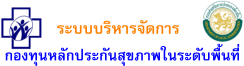 ระบบบริหารจัดการ
กองทุนหลักประกันสุขภาพในระดับพื้นที่